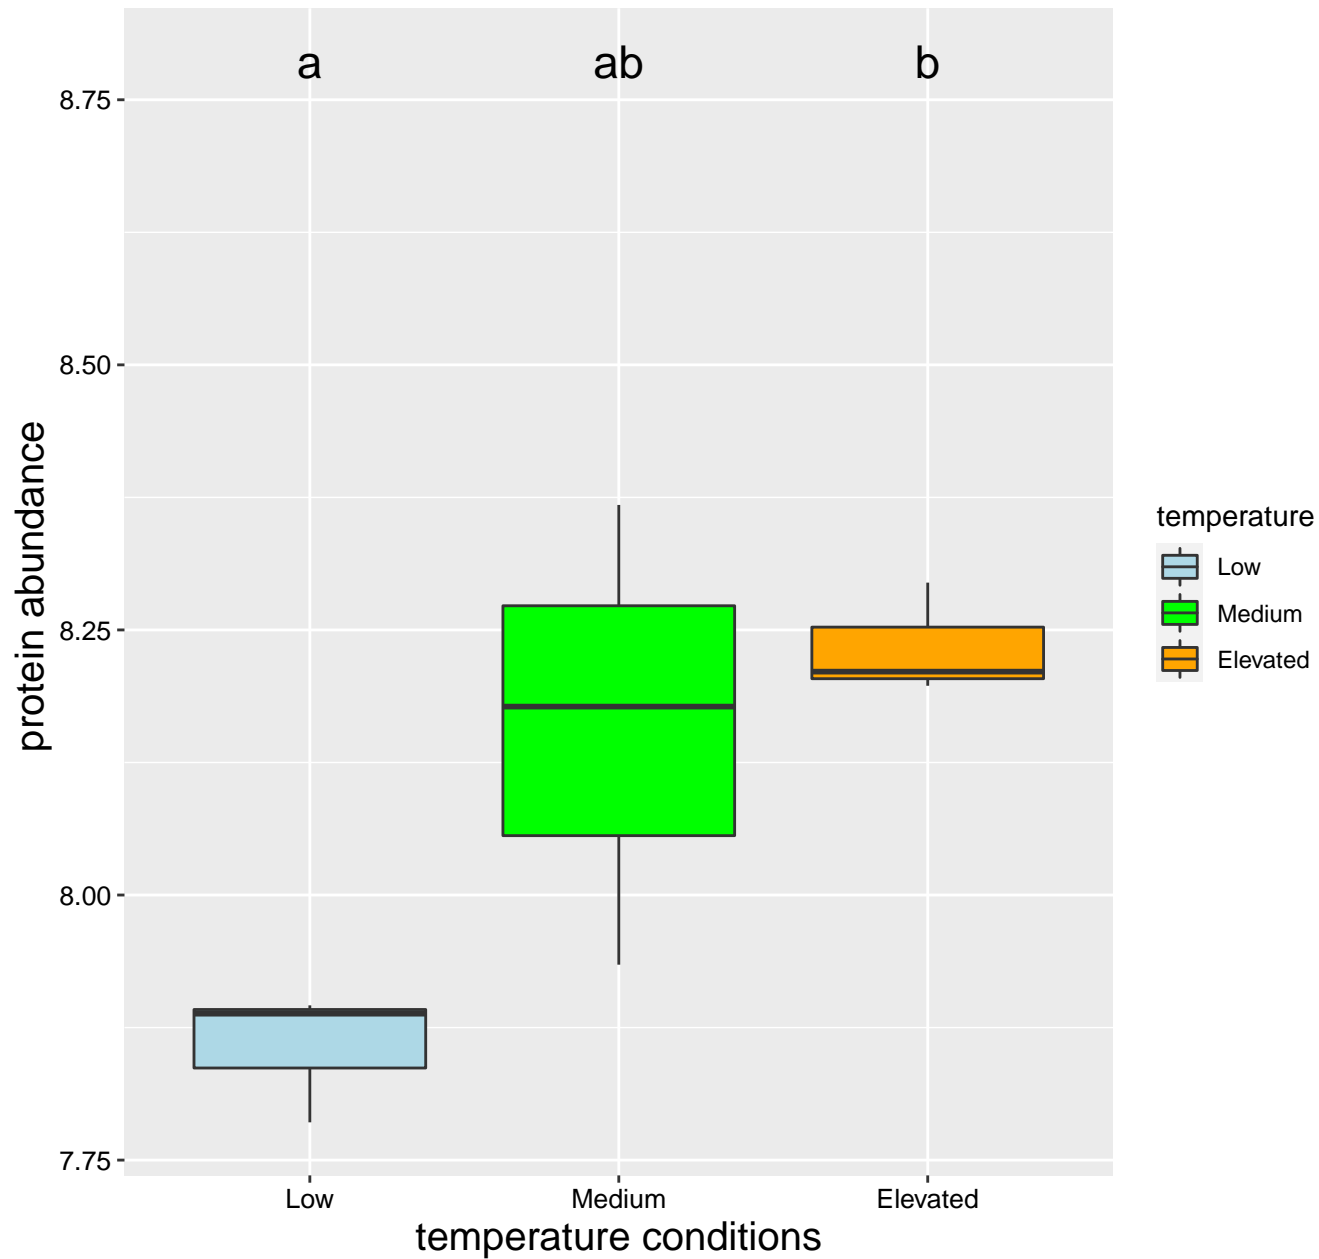 a ab b
8.75
8.50
8.25
8.00
7.75
protein abundance
Low Medium Elevated
temperature conditions
temperature
Low
Medium
Elevated